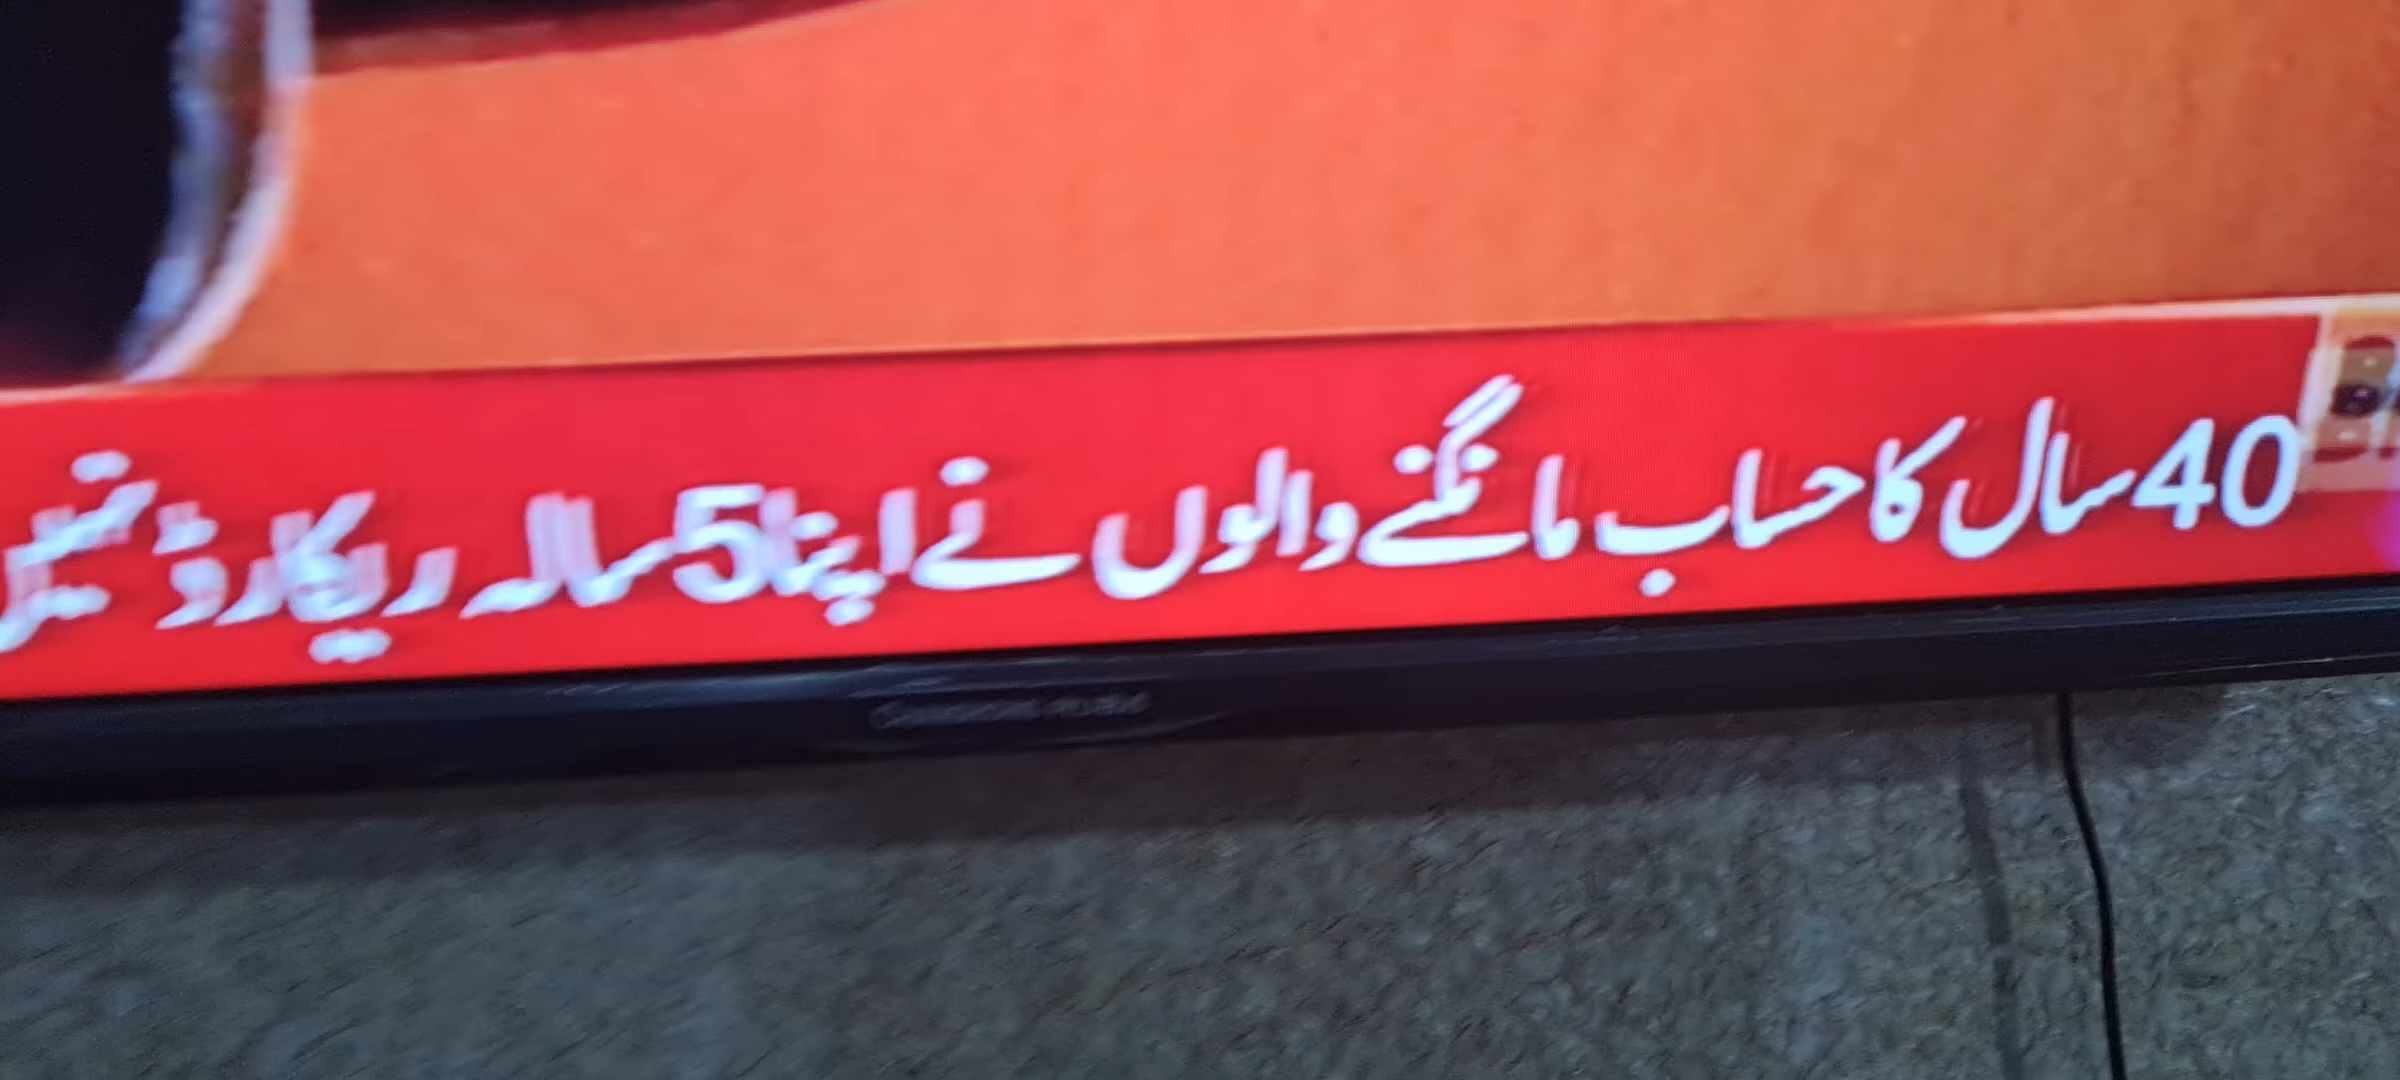 40 سال کا حساب مانگنے والوں نے اپنا 5 سالہ ریکارڈ